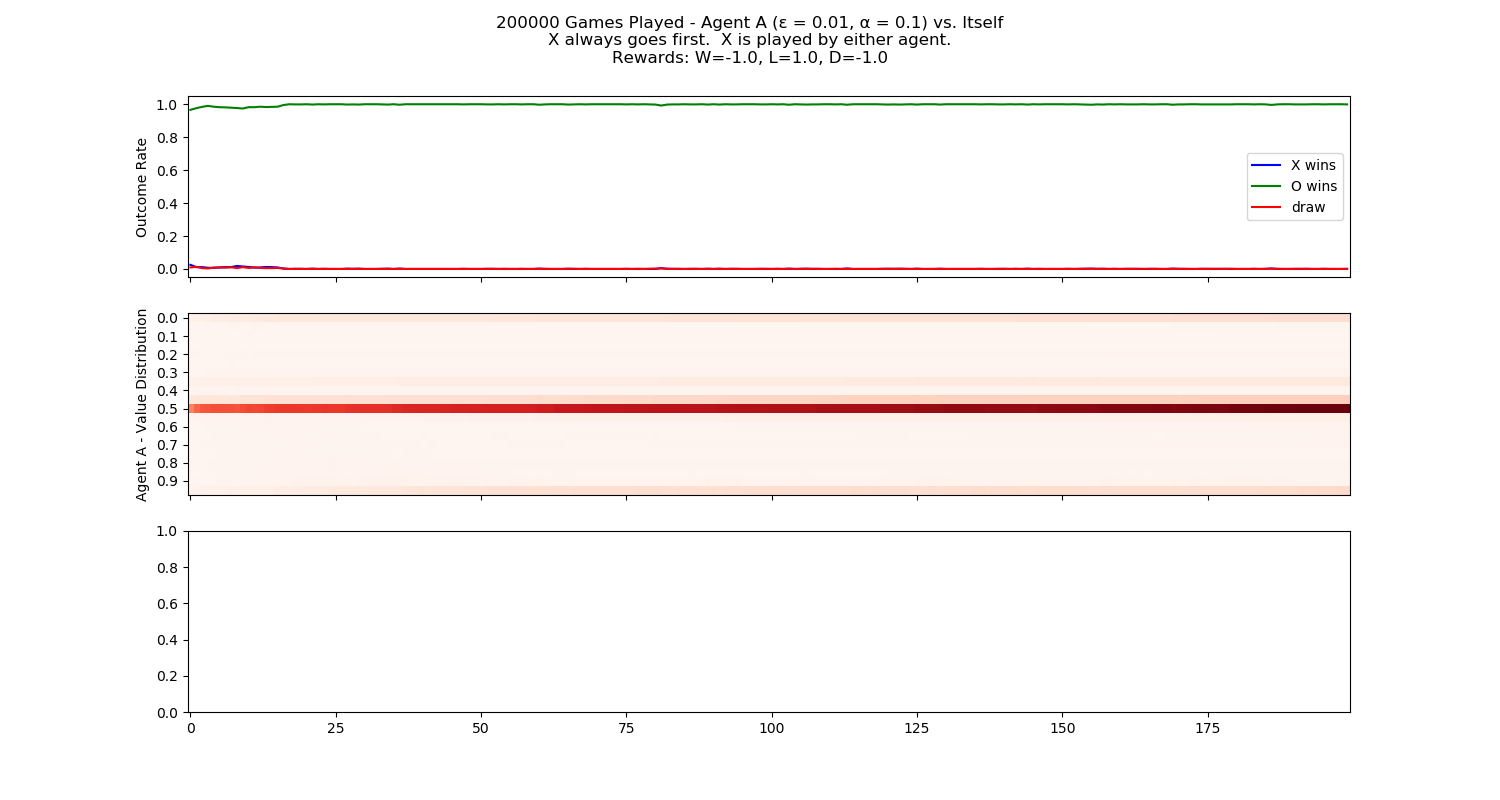 200000 Games Played - Agent A (ε = 0.01, α = 0.1) vs. Itself
X always goes first.  X is played by either agent.
Rewards: W=-1.0, L=1.0, D=-1.0
Outcome Rate
1.0
0.8
0.6
0.4
0.2
0.0
X wins
O wins
draw
Agent A - Value Distribution
0.0
0.1
0.2
0.3
0.4
0.5
0.6
0.7
0.8
0.9
1.0
0.8
0.6
0.4
0.2
0.0
0 25 50 75 100 125 150 175